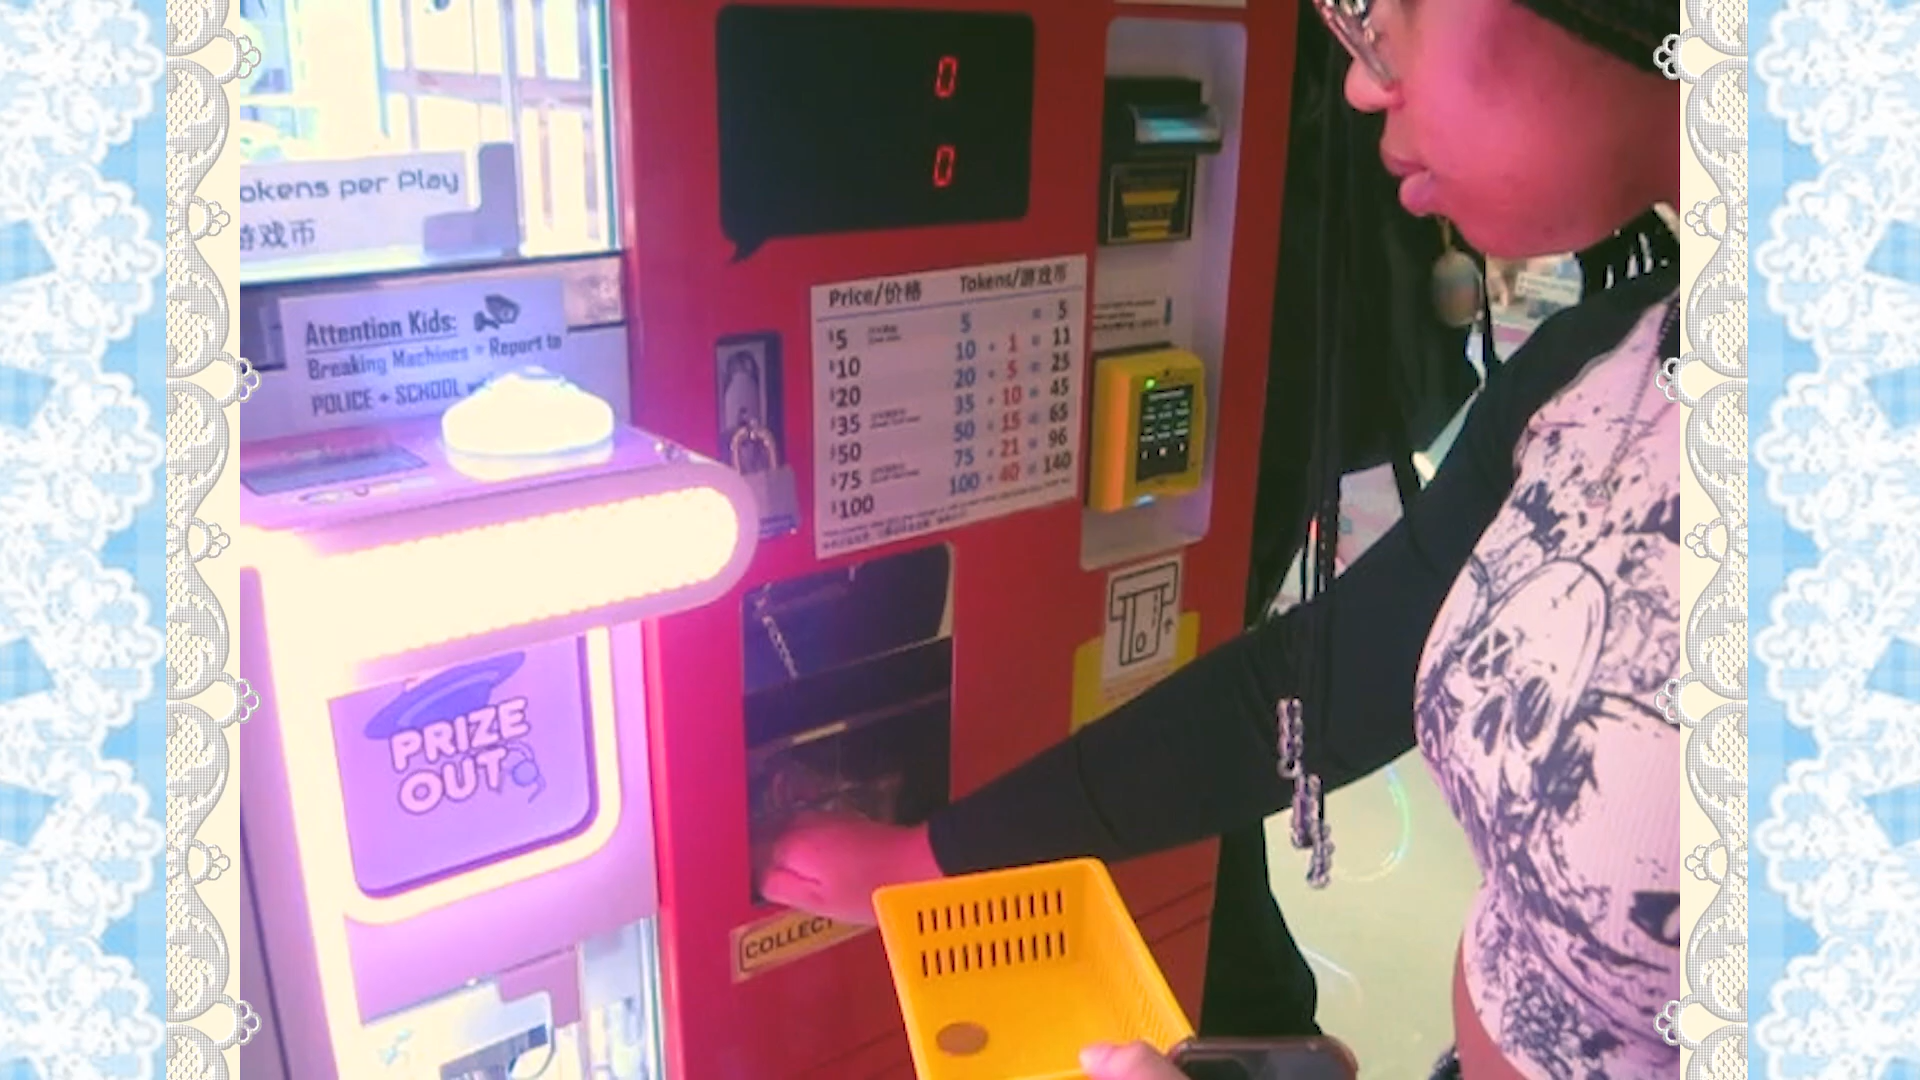 okens per Play
游戏币
Attention Kids:
Breaking Machines = Report to
POLICE + SCHOOL
0
0
Price/价格 Tokens/游戏币
$5 5 = 5
$10 10 + 1 = 11
$20 20 + 5 = 25
$35 35 + 10 = 45
$50 50 + 15 = 65
$75 75 + 21 = 96
$100 100 + 40 = 140
PRIZE
OUT
COLLECT